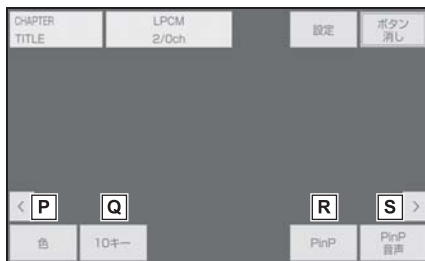 CHAPTER
TITLE
LPCM
2/0ch
設定
ボタン
消し
< P Q R S >
色
10キー
PinP
PinP
音声